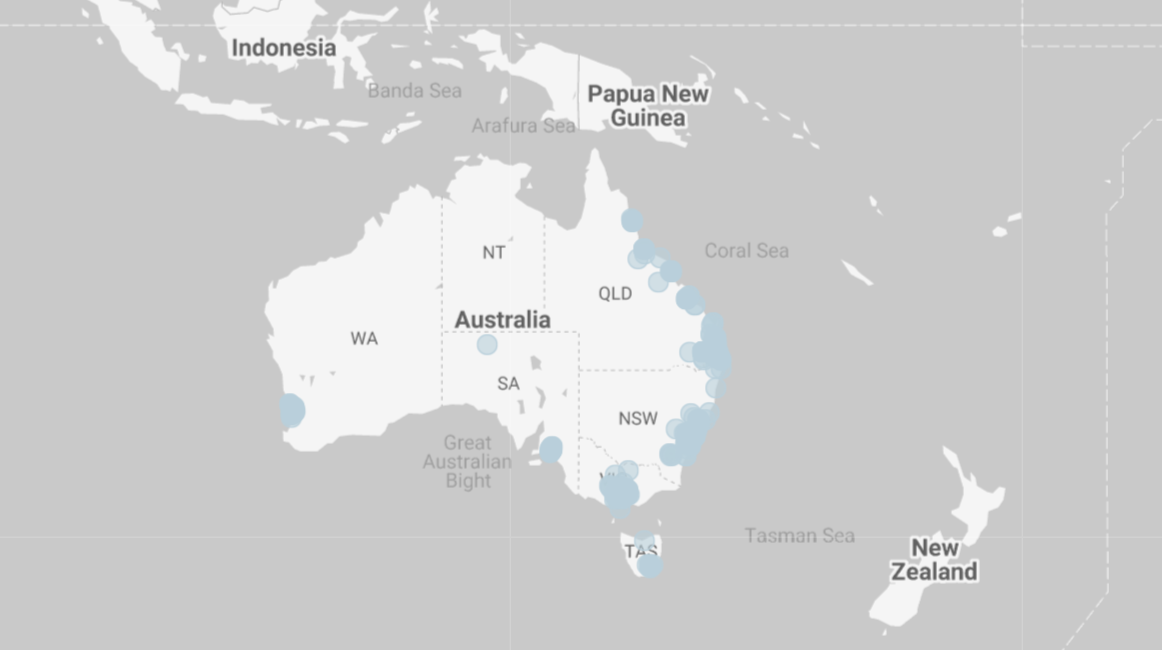 Indonesia
Banda Sea
Papua New
Guinea
Arafura Sea
NT
Coral Sea
QLD
Australia
WA
SA
NSW
Great
Australian
Bight
Tasman Sea
TAS
New
Zealand